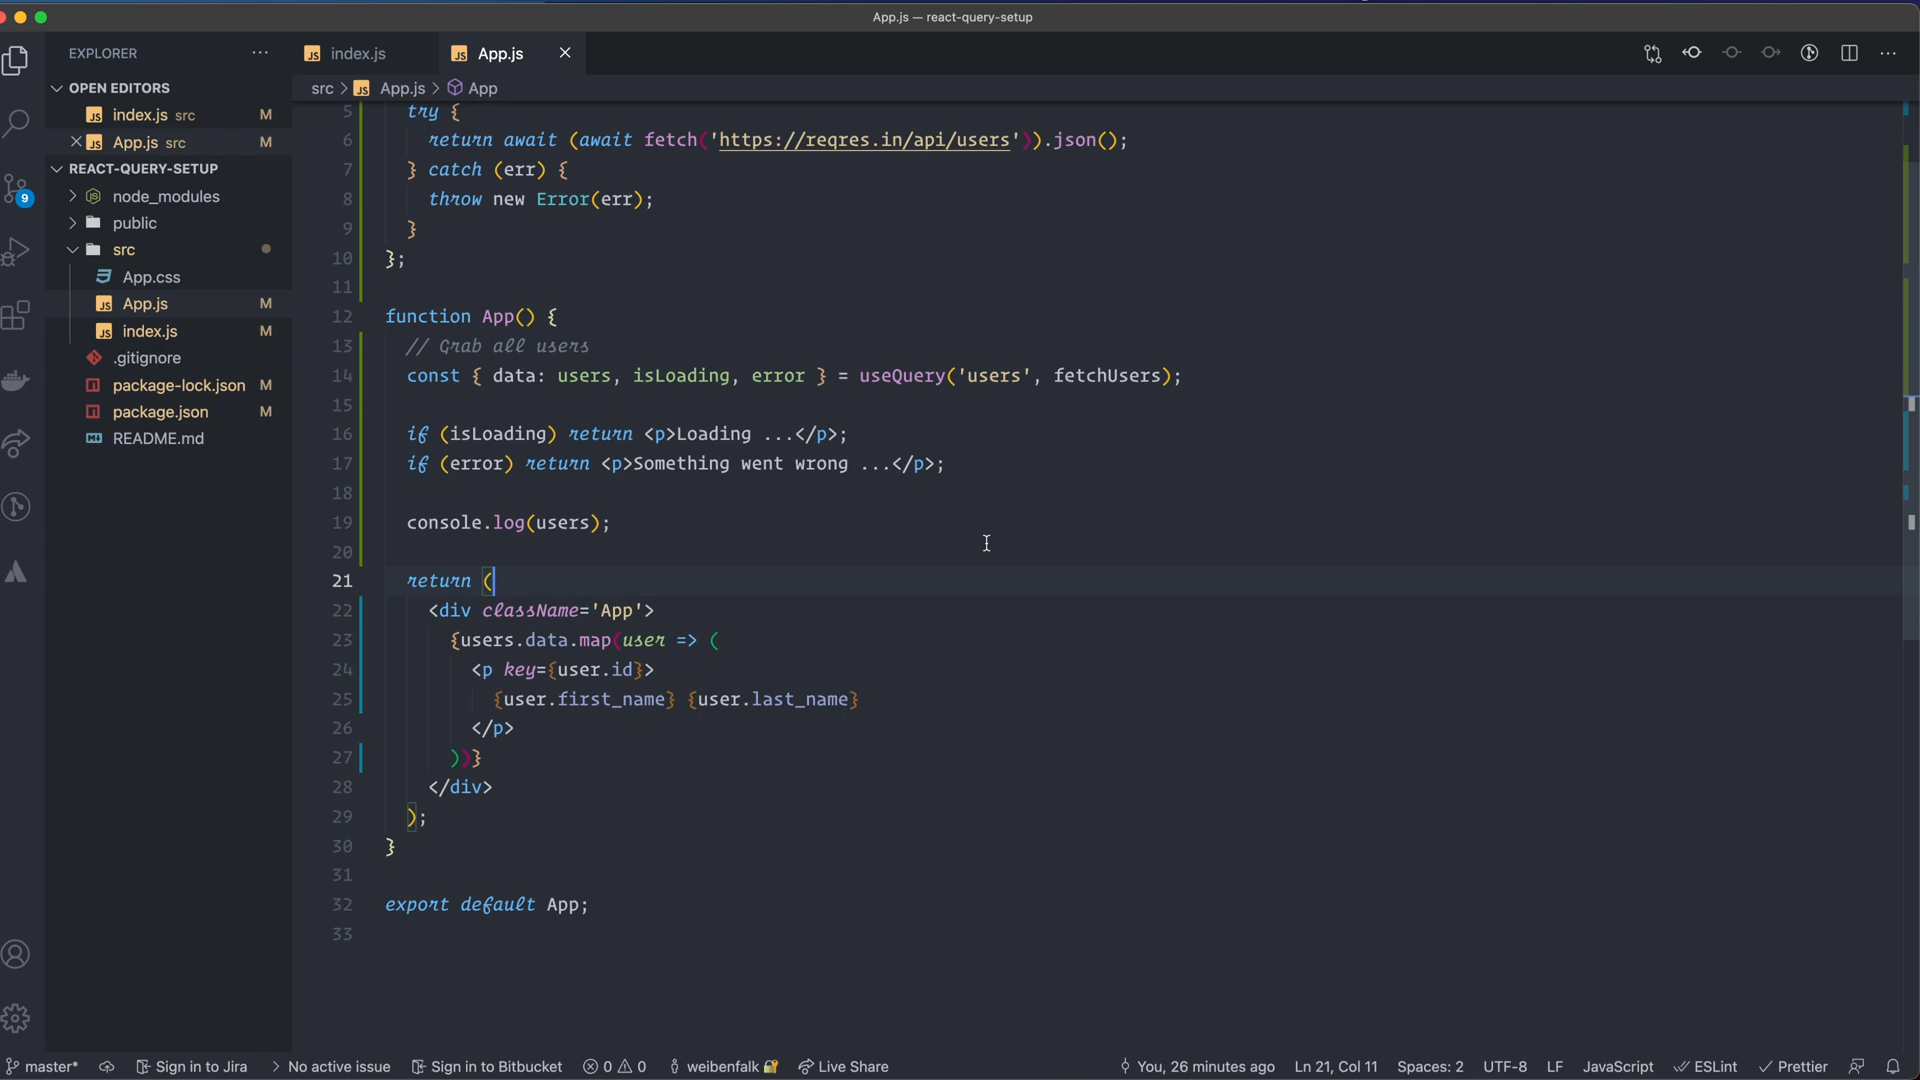 App.js — react-query-setup
EXPLORER
index.js
App.js
OPEN EDITORS
index.js src M
App.js src M
REACT-QUERY-SETUP
node_modules
public
src
App.css
App.js M
index.js M
.gitignore
package-lock.json M
package.json M
README.md
9
src > App.js > App
5 try {
6 return await (await fetch('https://reqres.in/api/users')).json();
7 } catch (err) {
8 throw new Error(err);
9 }
10 };
11
12 function App() {
13 // Grab all users
14 const { data: users, isLoading, error } = useQuery('users', fetchUsers);
15
16 if (isLoading) return <p>Loading ...</p>;
17 if (error) return <p>Something went wrong ...</p>;
18
19 console.log(users);
20
21 return (
22 <div className='App'>
23 {users.data.map(user => (
24 <p key={user.id}>
25 {user.first_name} {user.last_name}
26 </p>
27 ))}
28 </div>
29 );
30 }
31
32 export default App;
33
master* Sign in to Jira > No active issue Sign in to Bitbucket 0 0 weibenfalk Live Share You, 26 minutes ago Ln 21, Col 11 Spaces: 2 UTF-8 LF JavaScript ESLint Prettier